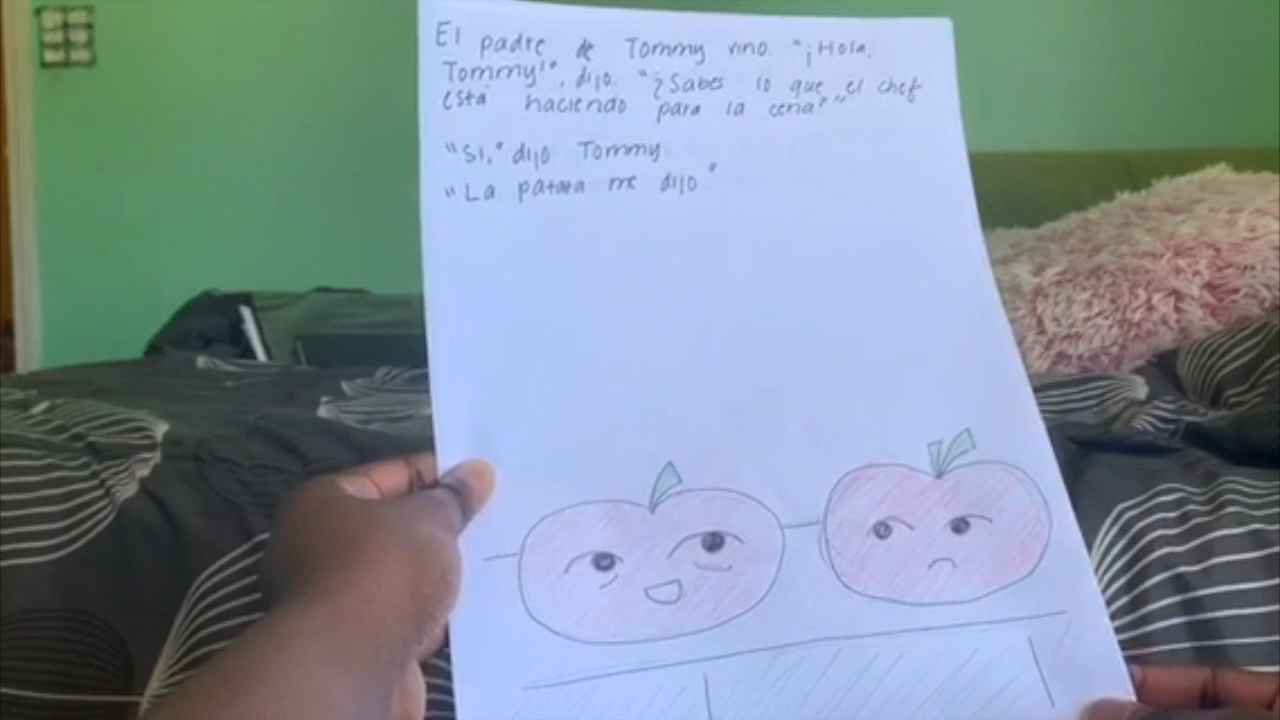 El padre de Tommy vino. "¡Hola,
Tommy!", dijo. "¿Sabes lo que el chef
está haciendo para la cena?"
"Si," dijo Tommy
"La patata me dijo."